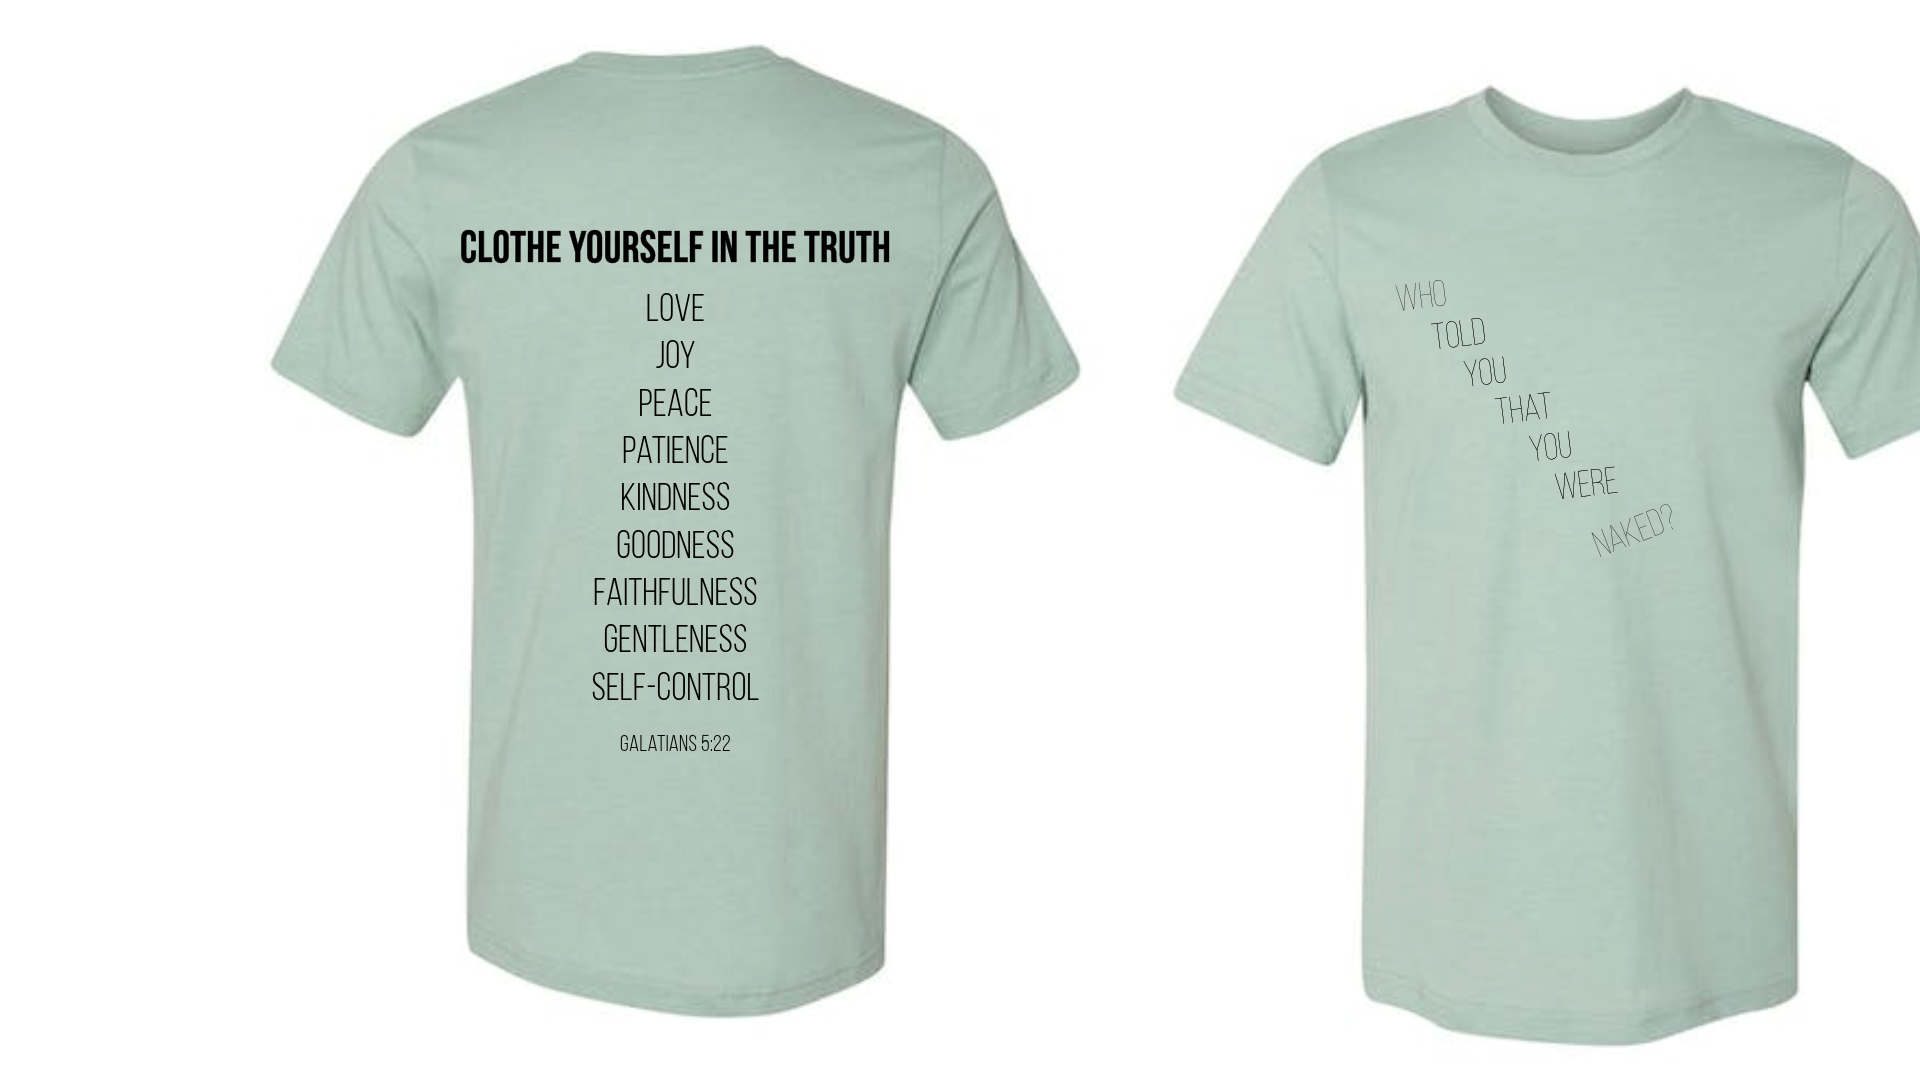 CLOTHE YOURSELF IN THE TRUTH
LOVE
JOY
PEACE
PATIENCE
KINDNESS
GOODNESS
FAITHFULNESS
GENTLENESS
SELF-CONTROL
GALATIANS 5:22
WHO
TOLD
YOU
THAT
YOU
WERE
NAKED?